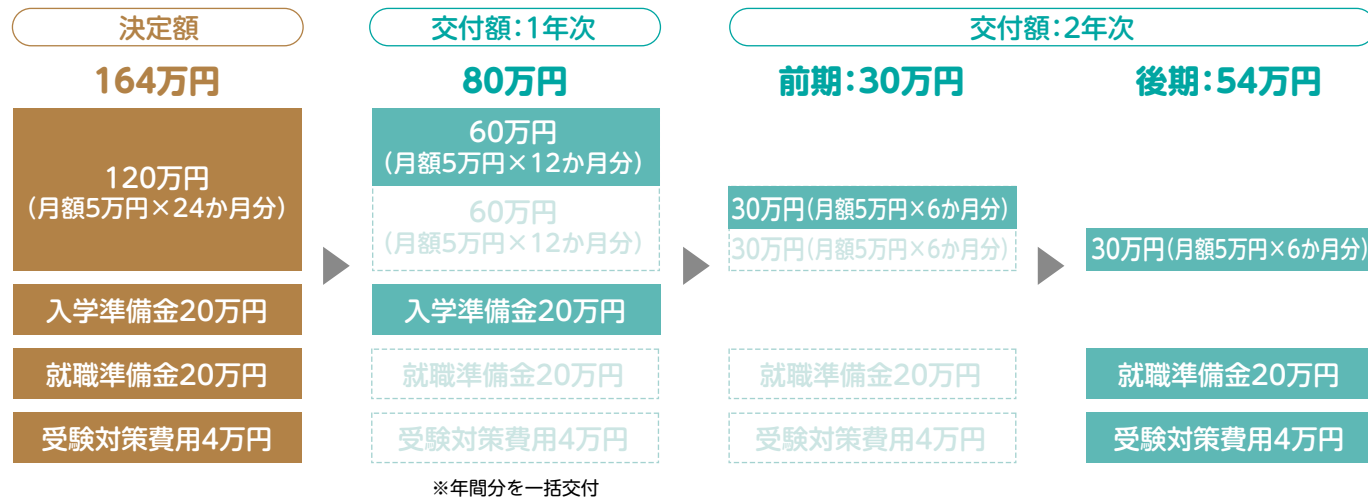 決定額
164万円
120万円
(月額5万円×24か月分)
入学準備金20万円
就職準備金20万円
受験対策費用4万円
交付額:1年次
80万円
60万円
(月額5万円×12か月分)
60万円
(月額5万円×12か月分)
入学準備金20万円
就職準備金20万円
受験対策費用4万円
※年間分を一括交付
交付額:2年次
前期:30万円
30万円(月額5万円×6か月分)
30万円(月額5万円×6か月分)
就職準備金20万円
受験対策費用4万円
後期:54万円
30万円(月額5万円×6か月分)
就職準備金20万円
受験対策費用4万円